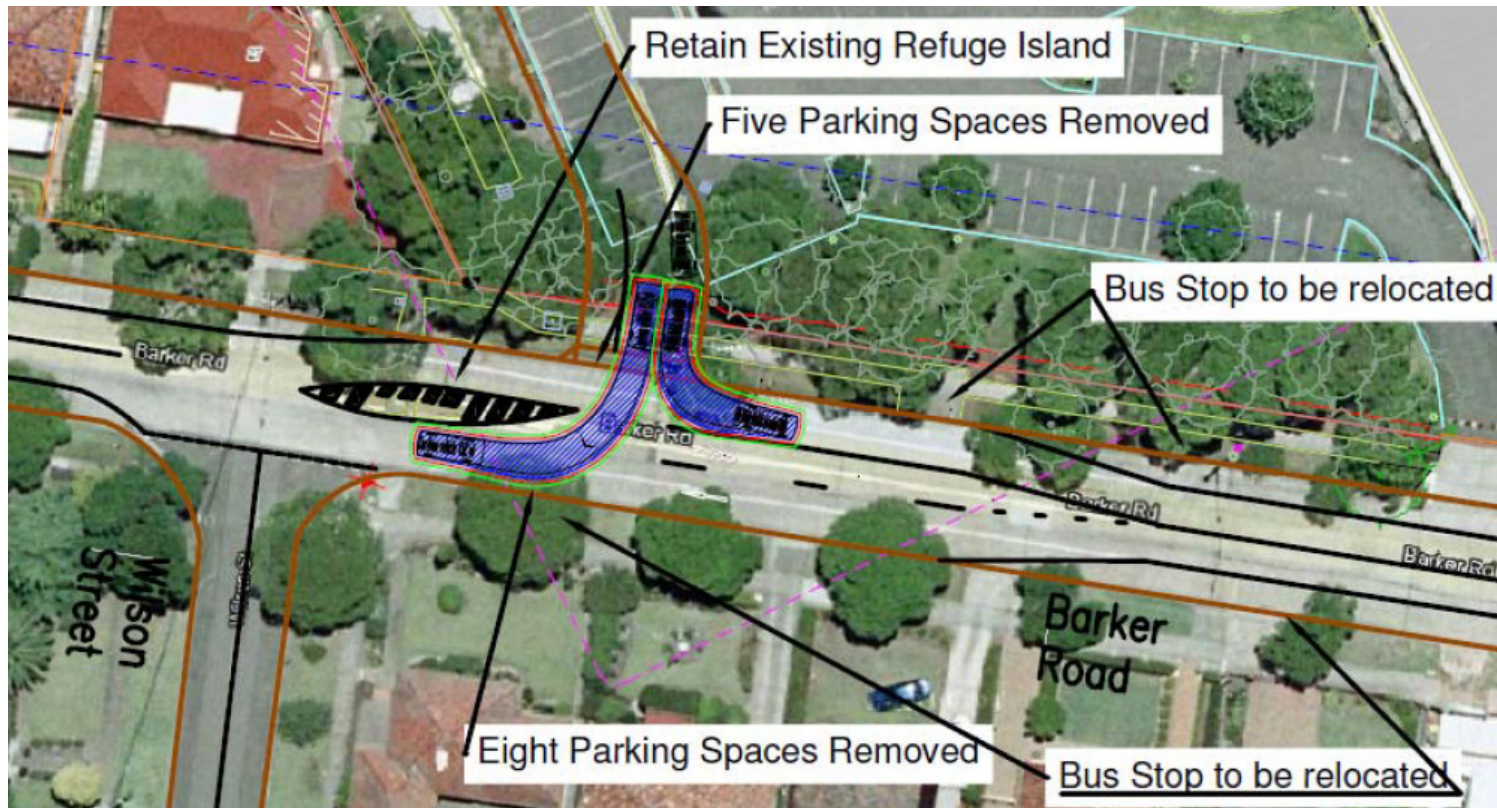 Retain Existing Refuge Island
Five Parking Spaces Removed
Bus Stop to be relocated
Barker Rd
Barker Rd
Barker Rd
Barker Rd
Wilson
Street
Barker
Road
Eight Parking Spaces Removed
Bus Stop to be relocated